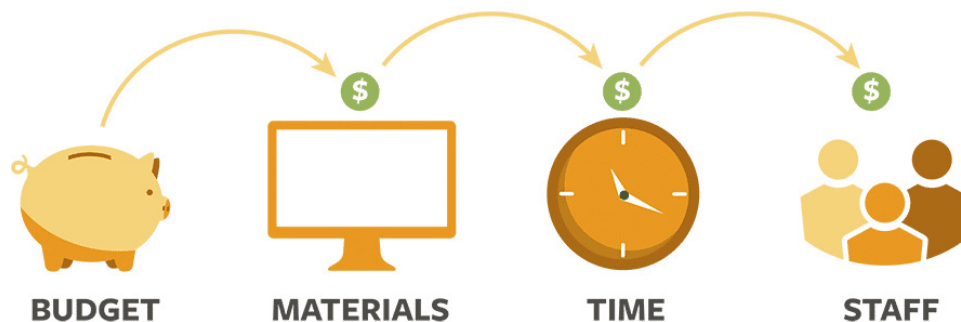 $ $ $
BUDGET MATERIALS TIME STAFF